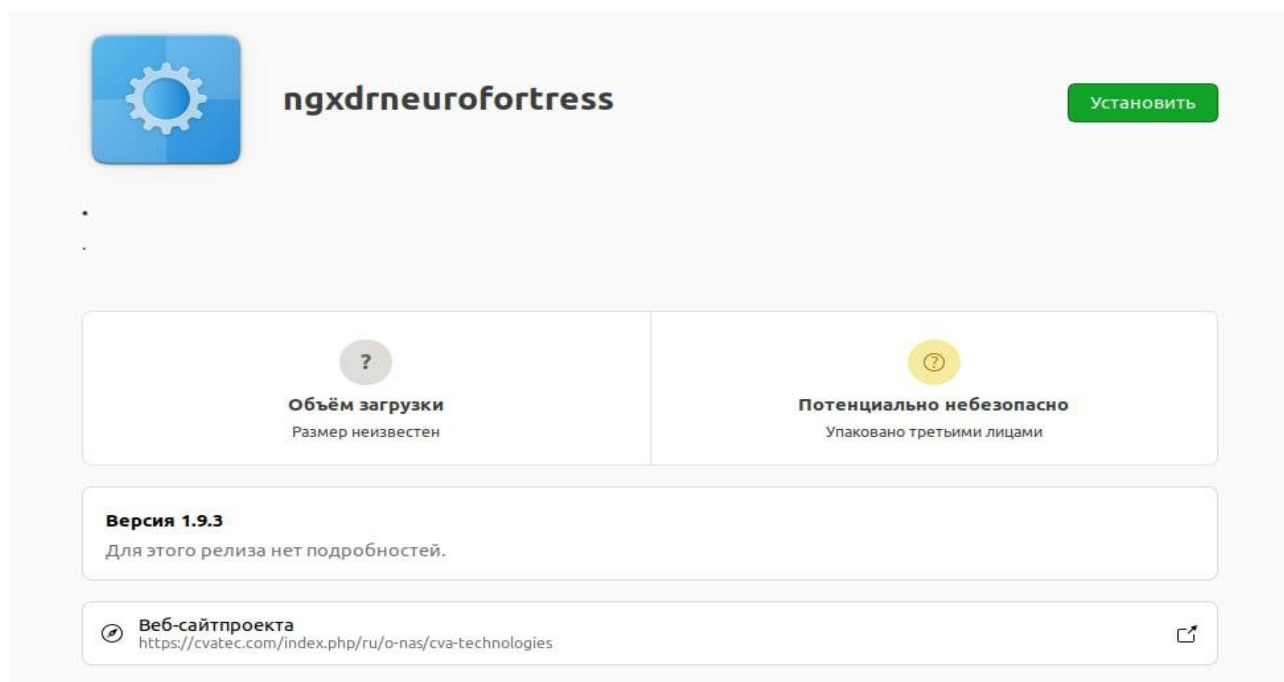 ngxdrneurofortress
Установить
.
.
?
Объём загрузки
Размер неизвестен
?
Потенциально небезопасно
Упаковано третьими лицами
Версия 1.9.3
Для этого релиза нет подробностей.
Веб-сайтпроекта
https://cvatec.com/index.php/ru/o-nas/cva-technologies